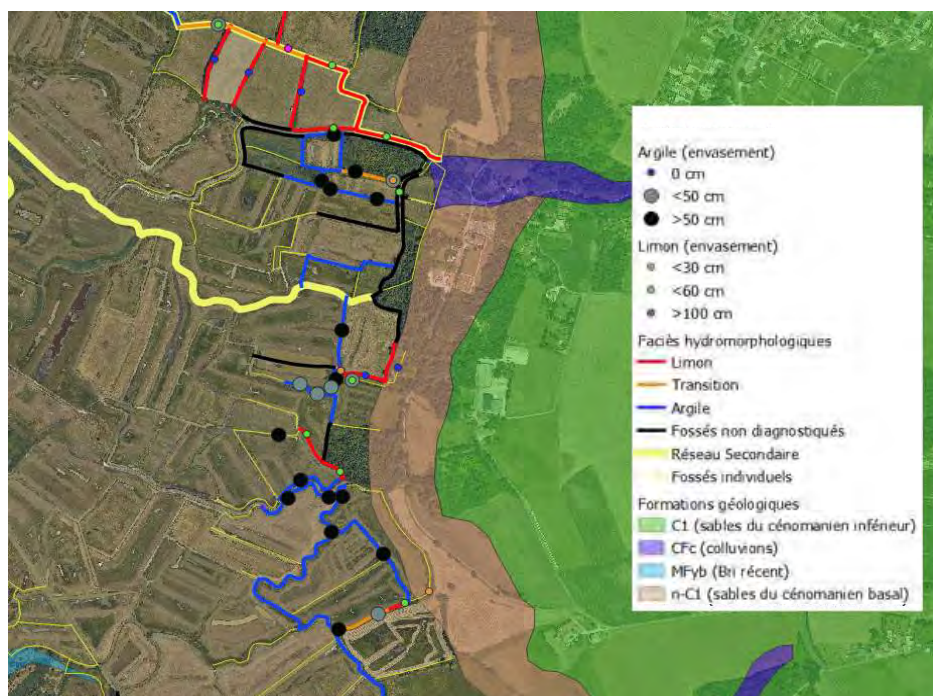 Argile (envasement)
0 cm
<50 cm
>50 cm
Limon (envasement)
<30 cm
<60 cm
>100 cm
Faciès hydromorphologiques
Limon
Transition
Argile
Fossés non diagnostiqués
Réseau Secondaire
Fossés individuels
Formations géologiques
C1 (sables du cénomanien inférieur)
CFc (colluvions)
MFyb (Bri récent)
n-C1 (sables du cénomanien basal)